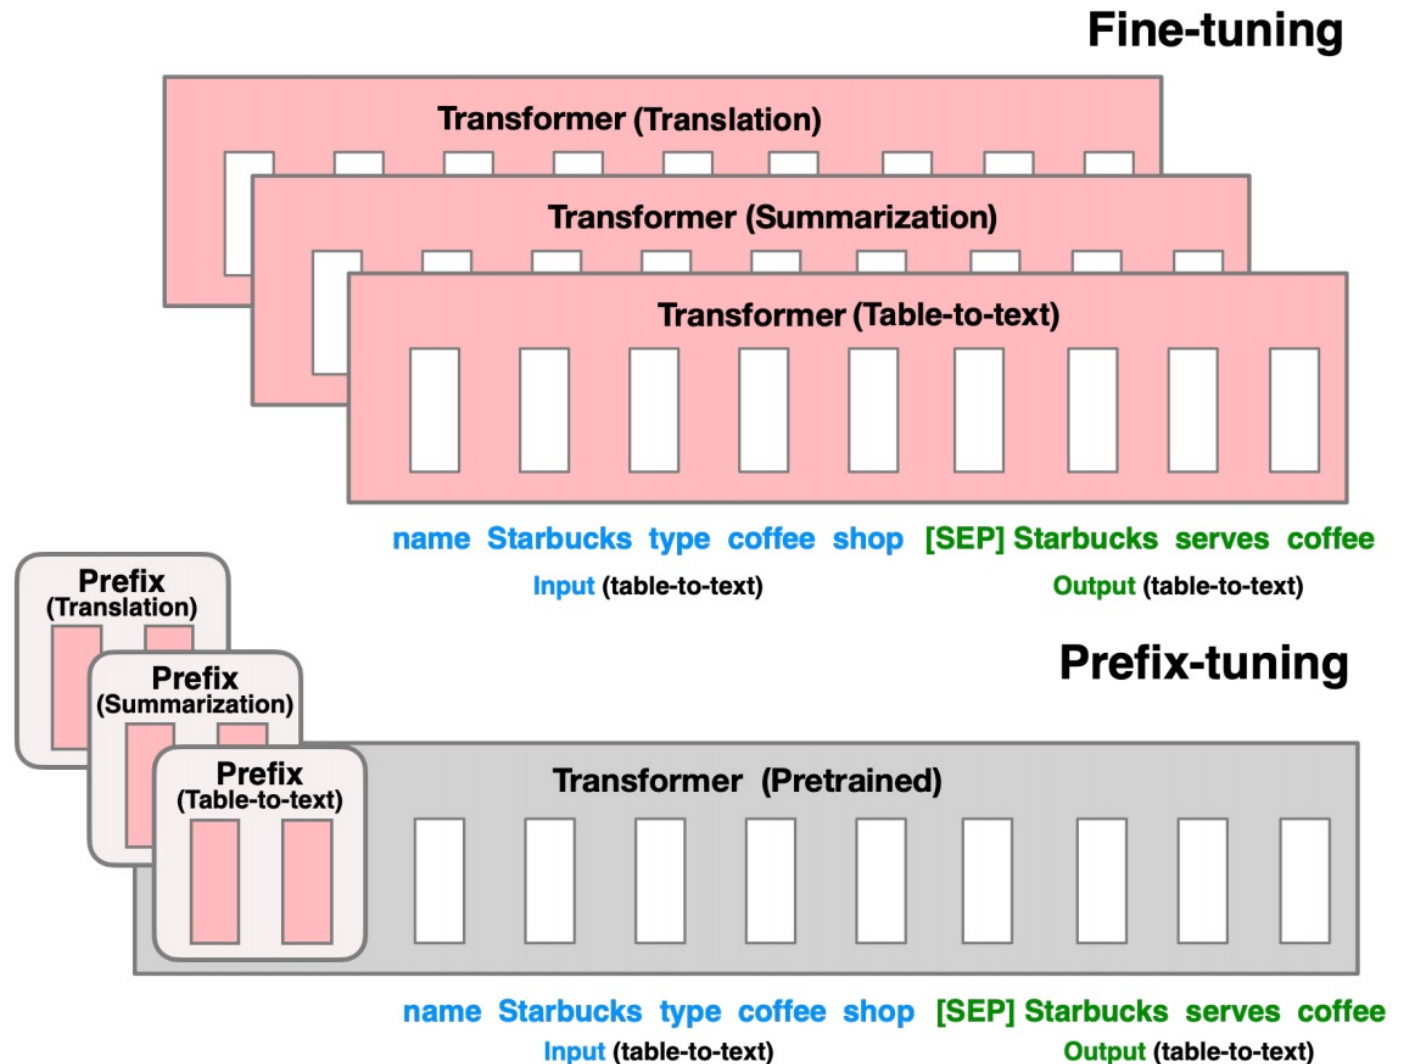 Fine-tuning
Transformer (Translation)
Transformer (Summarization)
Transformer (Table-to-text)
name Starbucks type coffee shop [SEP] Starbucks serves coffee
Input (table-to-text) Output (table-to-text)
Prefix-tuning
Prefix
(Translation)
Prefix
(Summarization)
Prefix
(Table-to-text)
Transformer (Pretrained)
name Starbucks type coffee shop [SEP] Starbucks serves coffee
Input (table-to-text) Output (table-to-text)